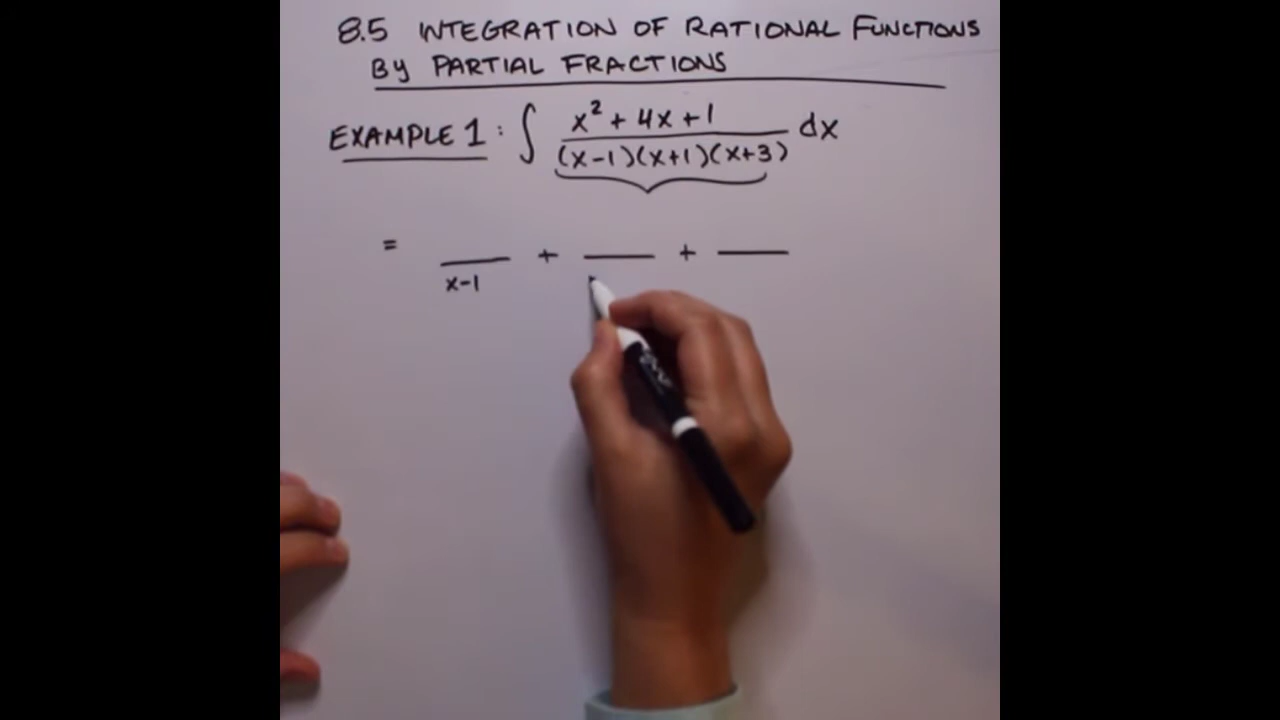 8.5 INTEGRATION OF RATIONAL FUNCTIONS
BY PARTIAL FRACTIONS
EXAMPLE 1: ∫ (x² + 4x + 1) / ((x-1)(x+1)(x+3)) dx
= ___ + ___ + ___
x-1